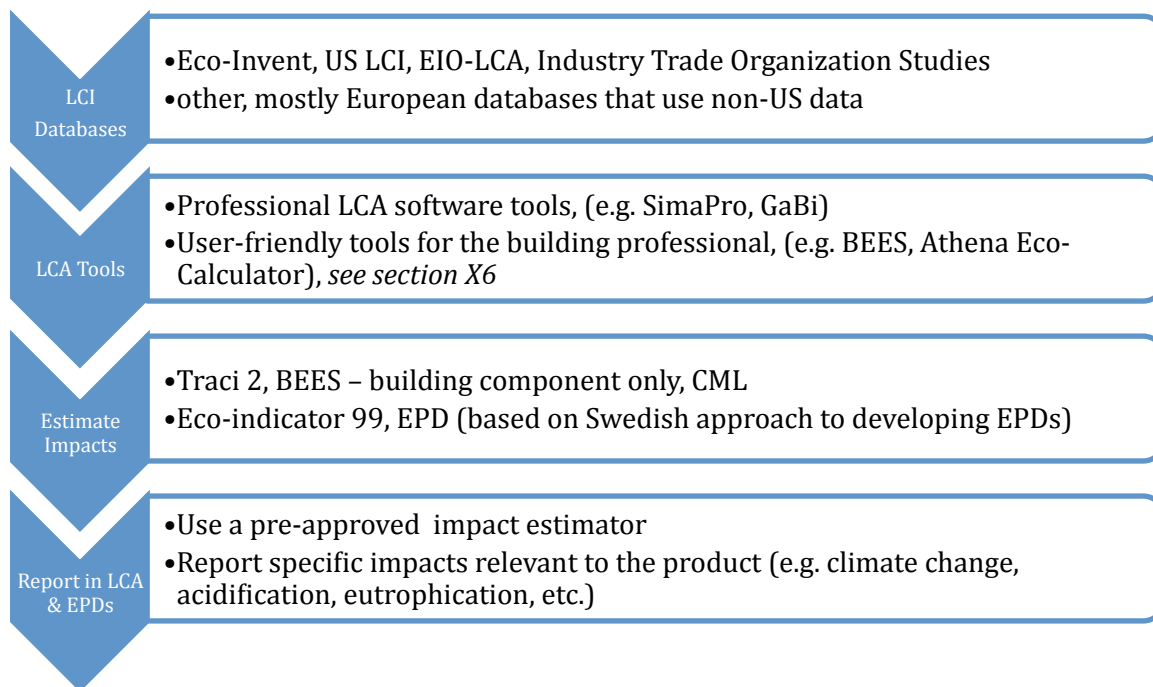 LCI
Databases
•Eco-Invent, US LCI, EIO-LCA, Industry Trade Organization Studies
•other, mostly European databases that use non-US data
LCA Tools
•Professional LCA software tools, (e.g. SimaPro, GaBi)
•User-friendly tools for the building professional, (e.g. BEES, Athena Eco-
Calculator), see section X6
Estimate
Impacts
•Traci 2, BEES – building component only, CML
•Eco-indicator 99, EPD (based on Swedish approach to developing EPDs)
Report in LCA
& EPDs
•Use a pre-approved  impact estimator
•Report specific impacts relevant to the product (e.g. climate change,
acidification, eutrophication, etc.)